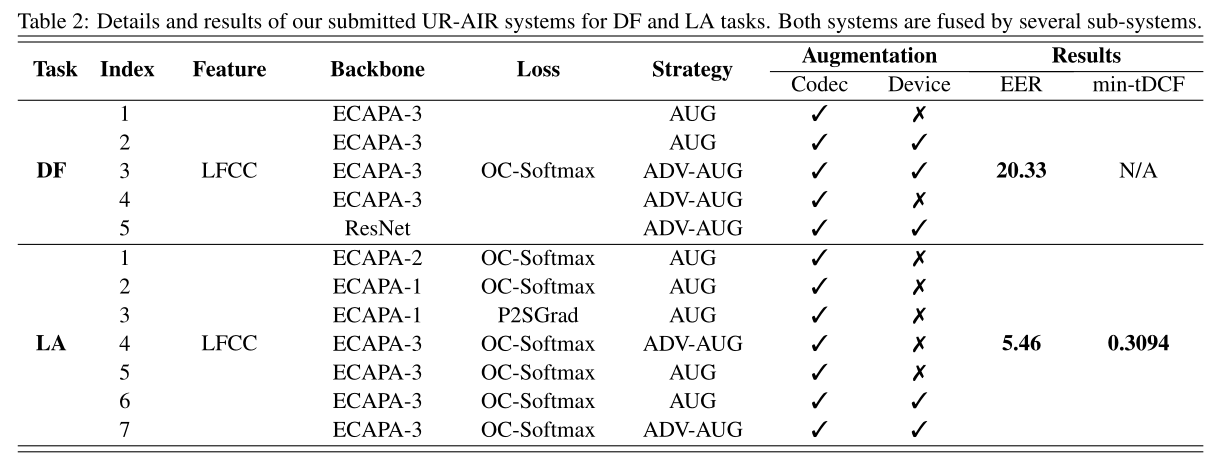 Table 2: Details and results of our submitted UR-AIR systems for DF and LA tasks. Both systems are fused by several sub-systems.
Task Index Feature Backbone Loss Strategy Augmentation Results
Codec Device EER min-tDCF
1 ECAPA-3 AUG ✓ ✗
2 ECAPA-3 AUG ✓ ✓
DF 3 LFCC ECAPA-3 OC-Softmax ADV-AUG ✓ ✓ 20.33 N/A
4 ECAPA-3 AUG ✓ ✗
5 ResNet ADV-AUG ✓ ✓
1 ECAPA-2 OC-Softmax AUG ✓ ✗
2 ECAPA-1 OC-Softmax AUG ✓ ✗
3 ECAPA-1 P2SGrad AUG ✓ ✗
LA 4 LFCC ECAPA-3 OC-Softmax ADV-AUG ✓ ✗ 5.46 0.3094
5 ECAPA-3 OC-Softmax AUG ✓ ✗
6 ECAPA-3 OC-Softmax AUG ✓ ✓
7 ECAPA-3 OC-Softmax ADV-AUG ✓ ✓